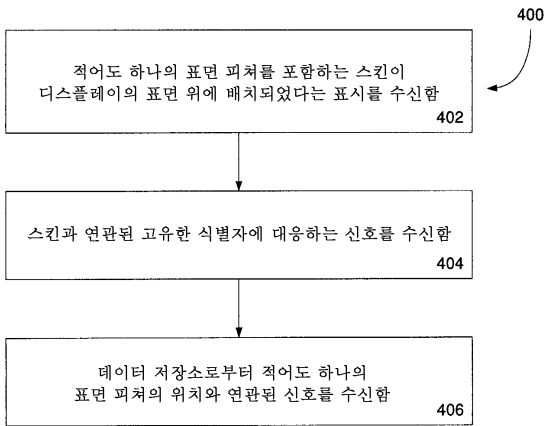 400
적어도 하나의 표면 피쳐를 포함하는 스킨이
디스플레이의 표면 위에 배치되었다는 표시를 수신함
402
스킨과 연관된 고유한 식별자에 대응하는 신호를 수신함
404
데이터 저장소로부터 적어도 하나의
표면 피쳐의 위치와 연관된 신호를 수신함
406